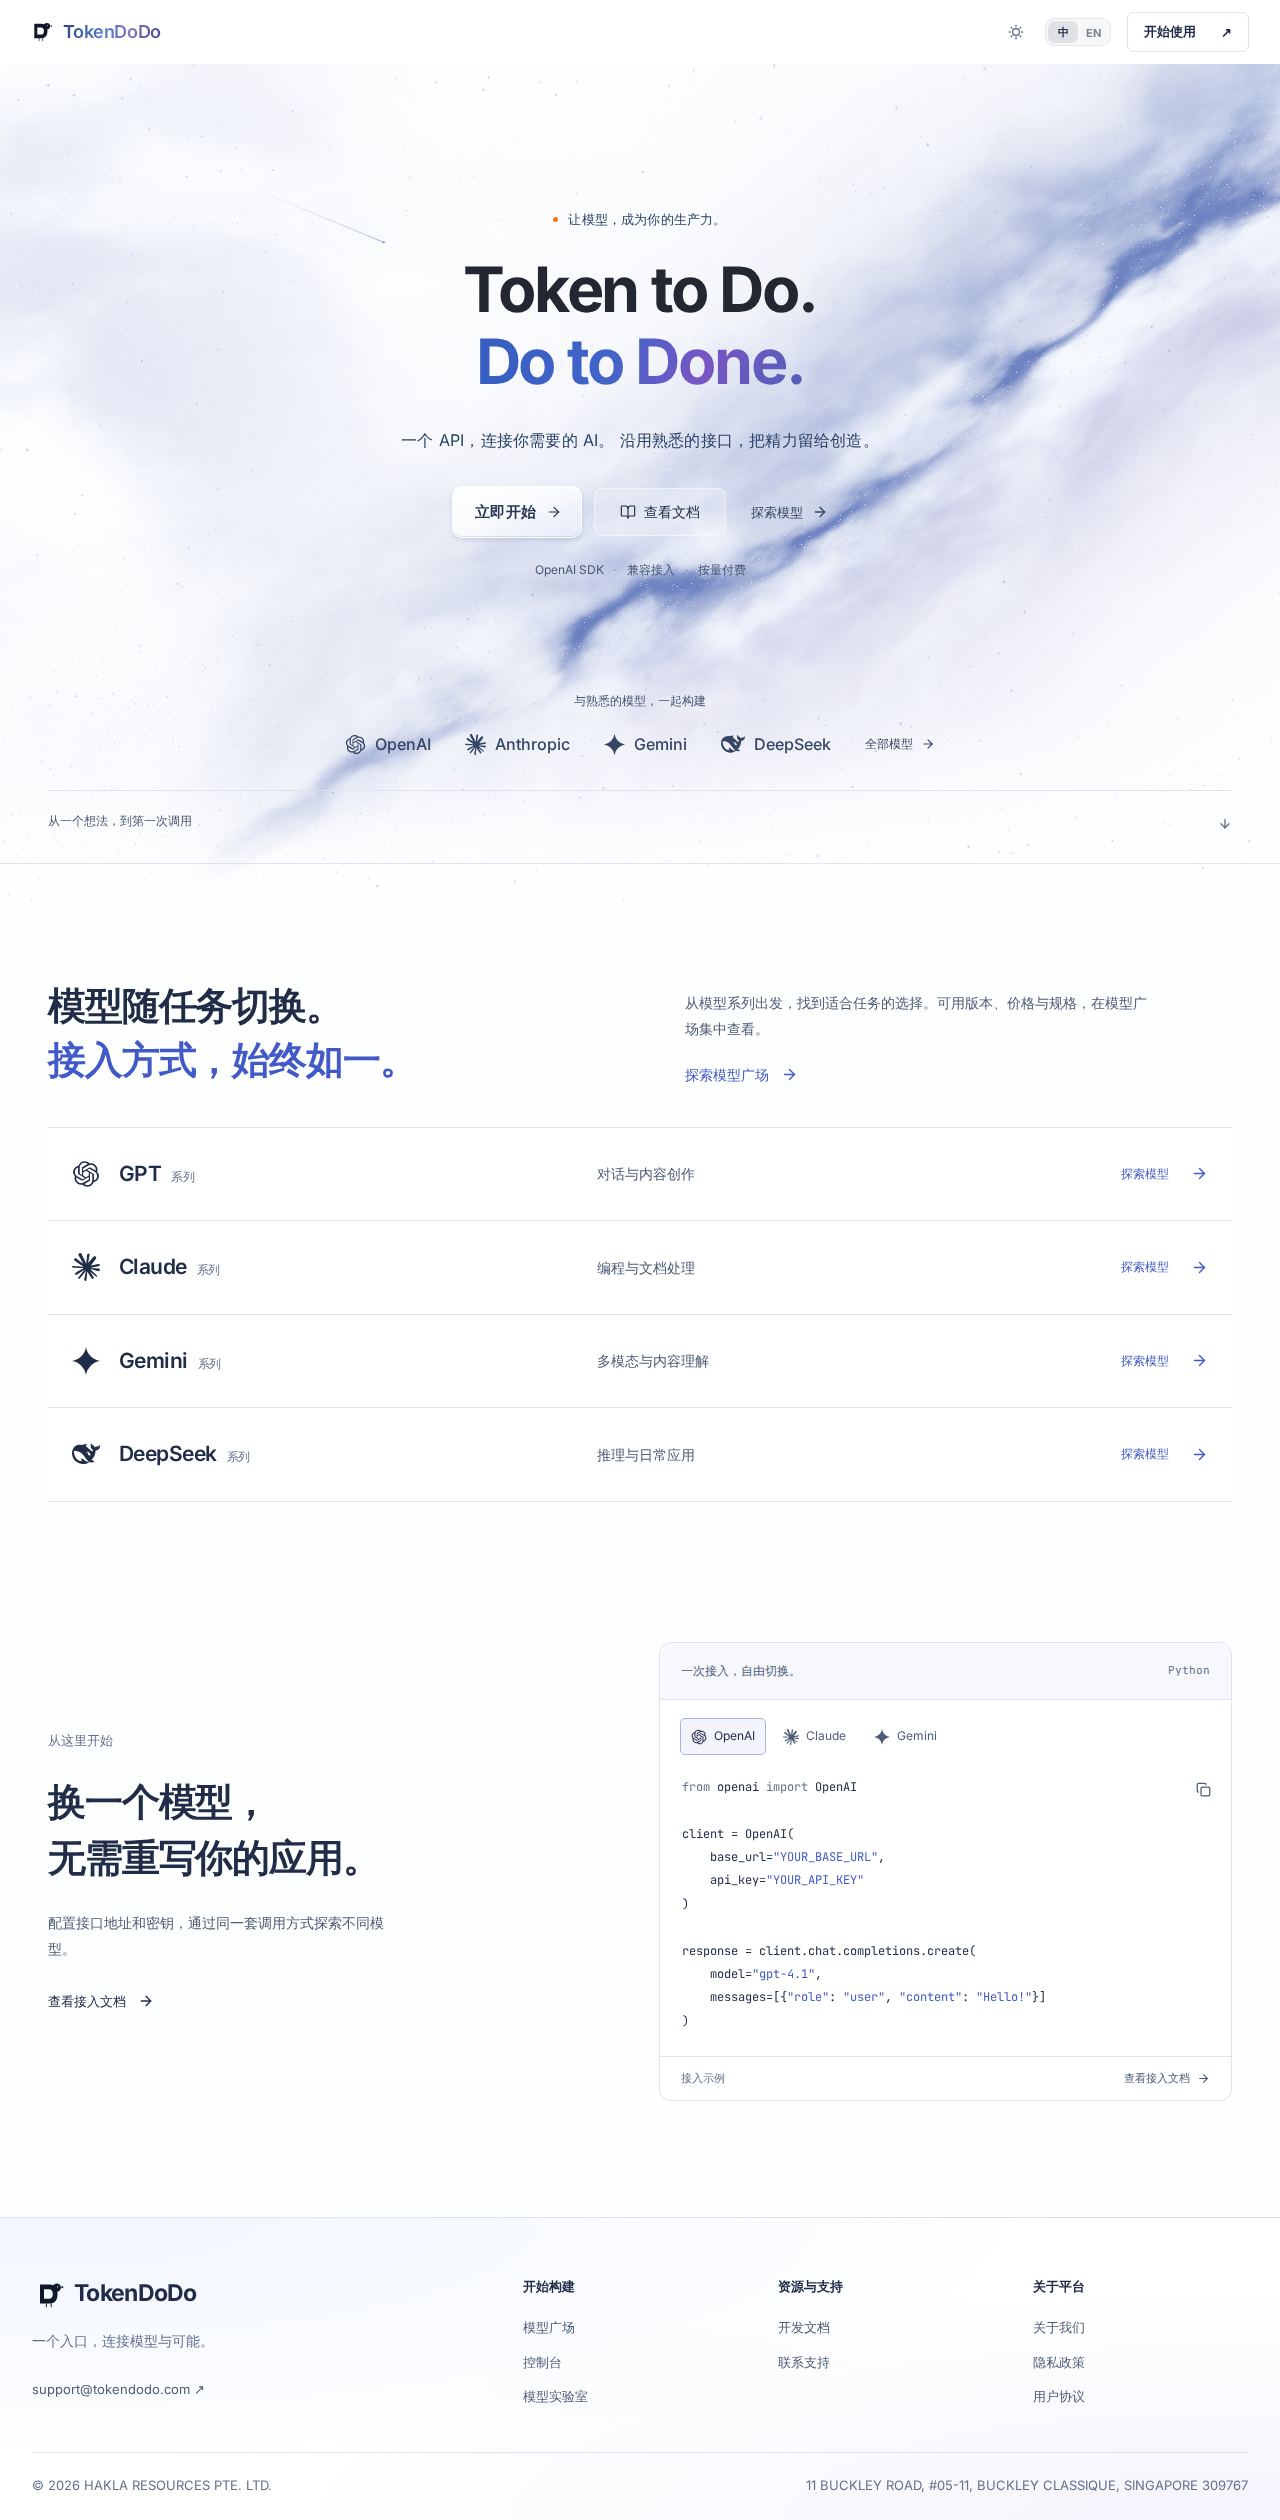 TokenDoDo
中 EN
开始使用 ↗
让模型，成为你的生产力。
Token to Do.
Do to Done.
一个 API，连接你需要的 AI。 沿用熟悉的接口，把精力留给创造。
立即开始 →
查看文档
探索模型 →
OpenAI SDK · 兼容接入 · 按量付费
与熟悉的模型，一起构建
OpenAI
Anthropic
Gemini
DeepSeek
全部模型 →
从一个想法，到第一次调用 ↓
模型随任务切换。
接入方式，始终如一。
从模型系列出发，找到适合任务的选择。可用版本、价格与规格，在模型广
场集中查看。
探索模型广场 →
GPT 系列 对话与内容创作 探索模型 →
Claude 系列 编程与文档处理 探索模型 →
Gemini 系列 多模态与内容理解 探索模型 →
DeepSeek 系列 推理与日常应用 探索模型 →
从这里开始
换一个模型，
无需重写你的应用。
配置接口地址和密钥，通过同一套调用方式探索不同模
型。
查看接入文档 →
一次接入，自由切换。 Python
OpenAI Claude Gemini
from openai import OpenAI
client = OpenAI(
    base_url="YOUR_BASE_URL",
    api_key="YOUR_API_KEY"
)
response = client.chat.completions.create(
    model="gpt-4.1",
    messages=[{"role": "user", "content": "Hello!"}]
)
接入示例 查看接入文档 →
TokenDoDo
一个入口，连接模型与可能。
support@tokendodo.com ↗
开始构建
模型广场
控制台
模型实验室
资源与支持
开发文档
联系支持
关于平台
关于我们
隐私政策
用户协议
© 2026 HAKLA RESOURCES PTE. LTD.
11 BUCKLEY ROAD, #05-11, BUCKLEY CLASSIQUE, SINGAPORE 309767